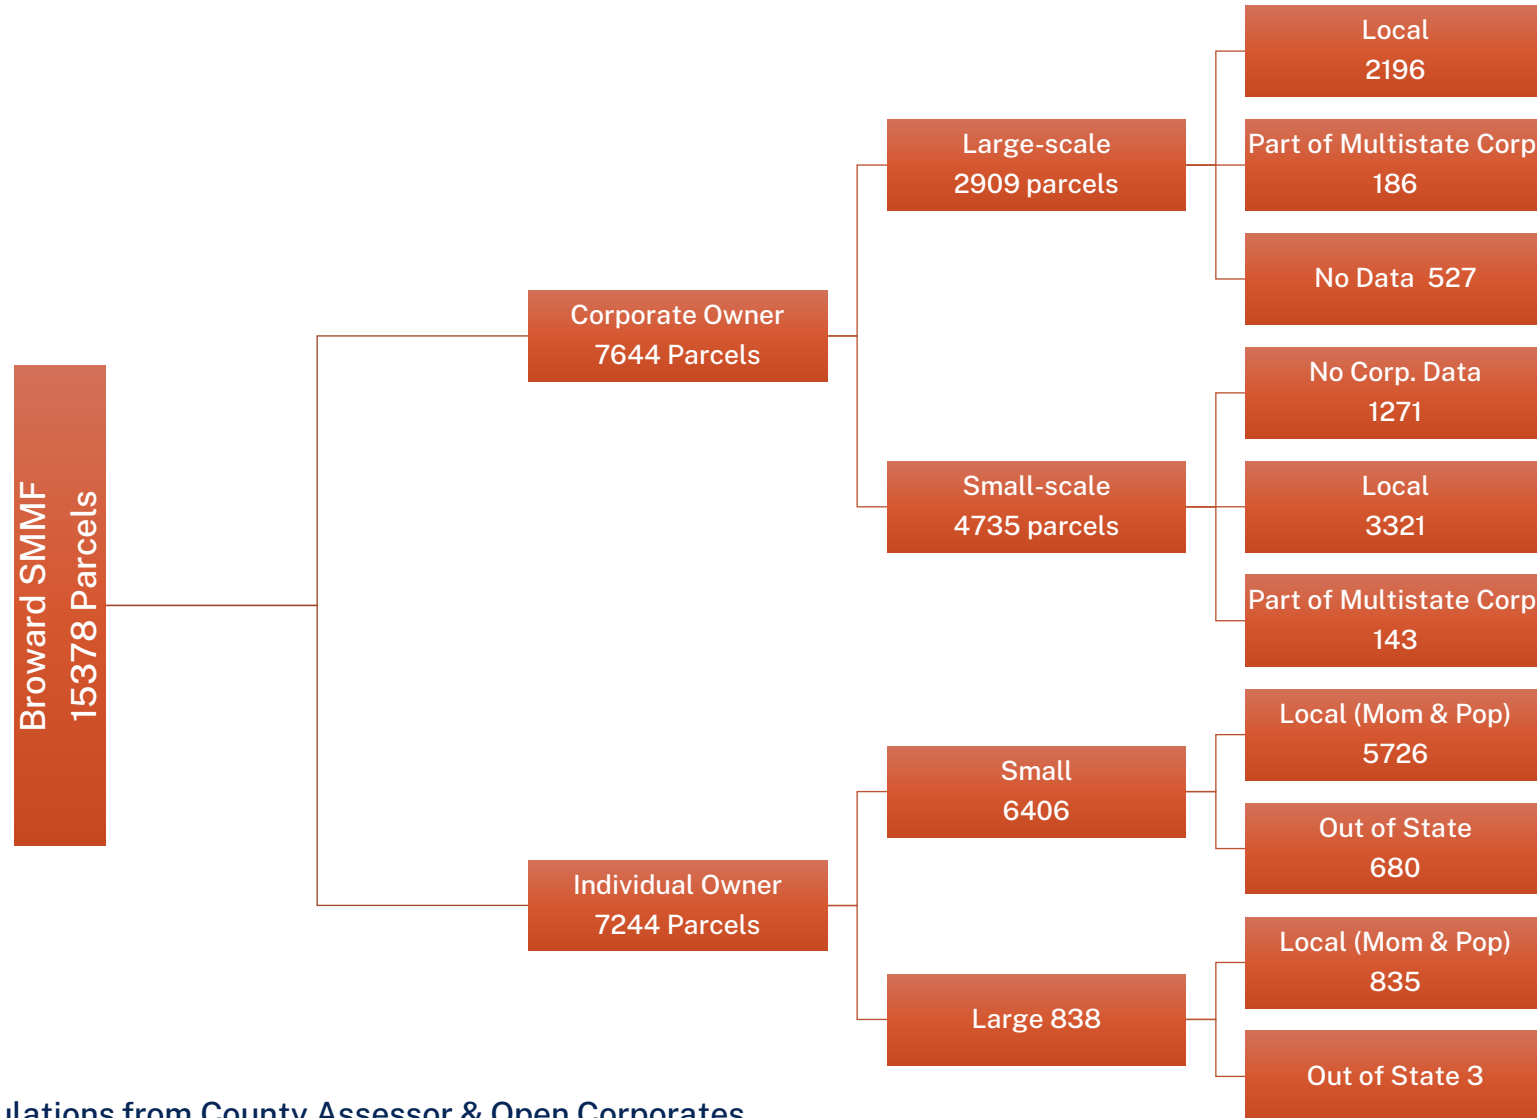 Broward SMMF
15378 Parcels
Corporate Owner
7644 Parcels
Large-scale
2909 parcels
Local
2196
Part of Multistate Corp
186
No Data 527
Small-scale
4735 parcels
No Corp. Data
1271
Local
3321
Part of Multistate Corp
143
Individual Owner
7244 Parcels
Small
6406
Local (Mom & Pop)
5726
Out of State
680
Large 838
Local (Mom & Pop)
835
Out of State 3
from County Assessor & Open Corporates